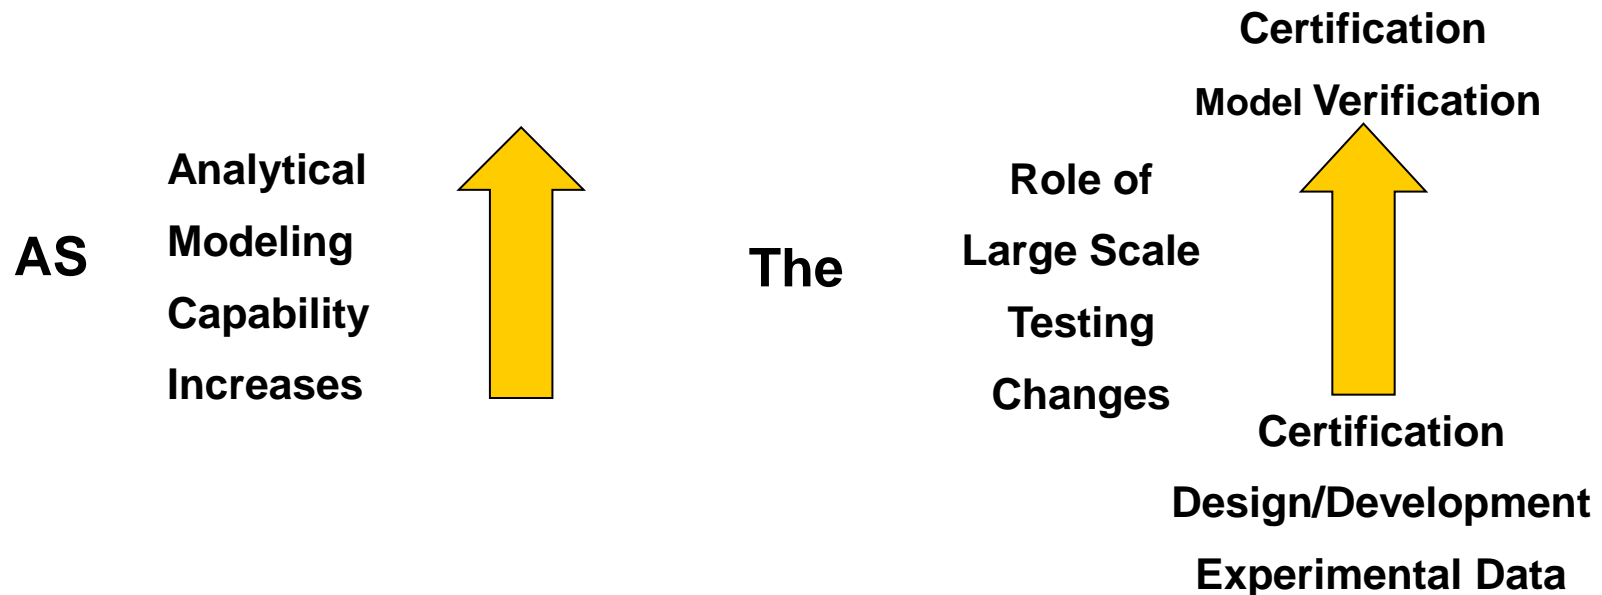 AS
Analytical
Modeling
Capability
Increases
The
Role of
Large Scale
Testing
Changes
Certification
Model Verification
Certification
Design/Development
Experimental Data